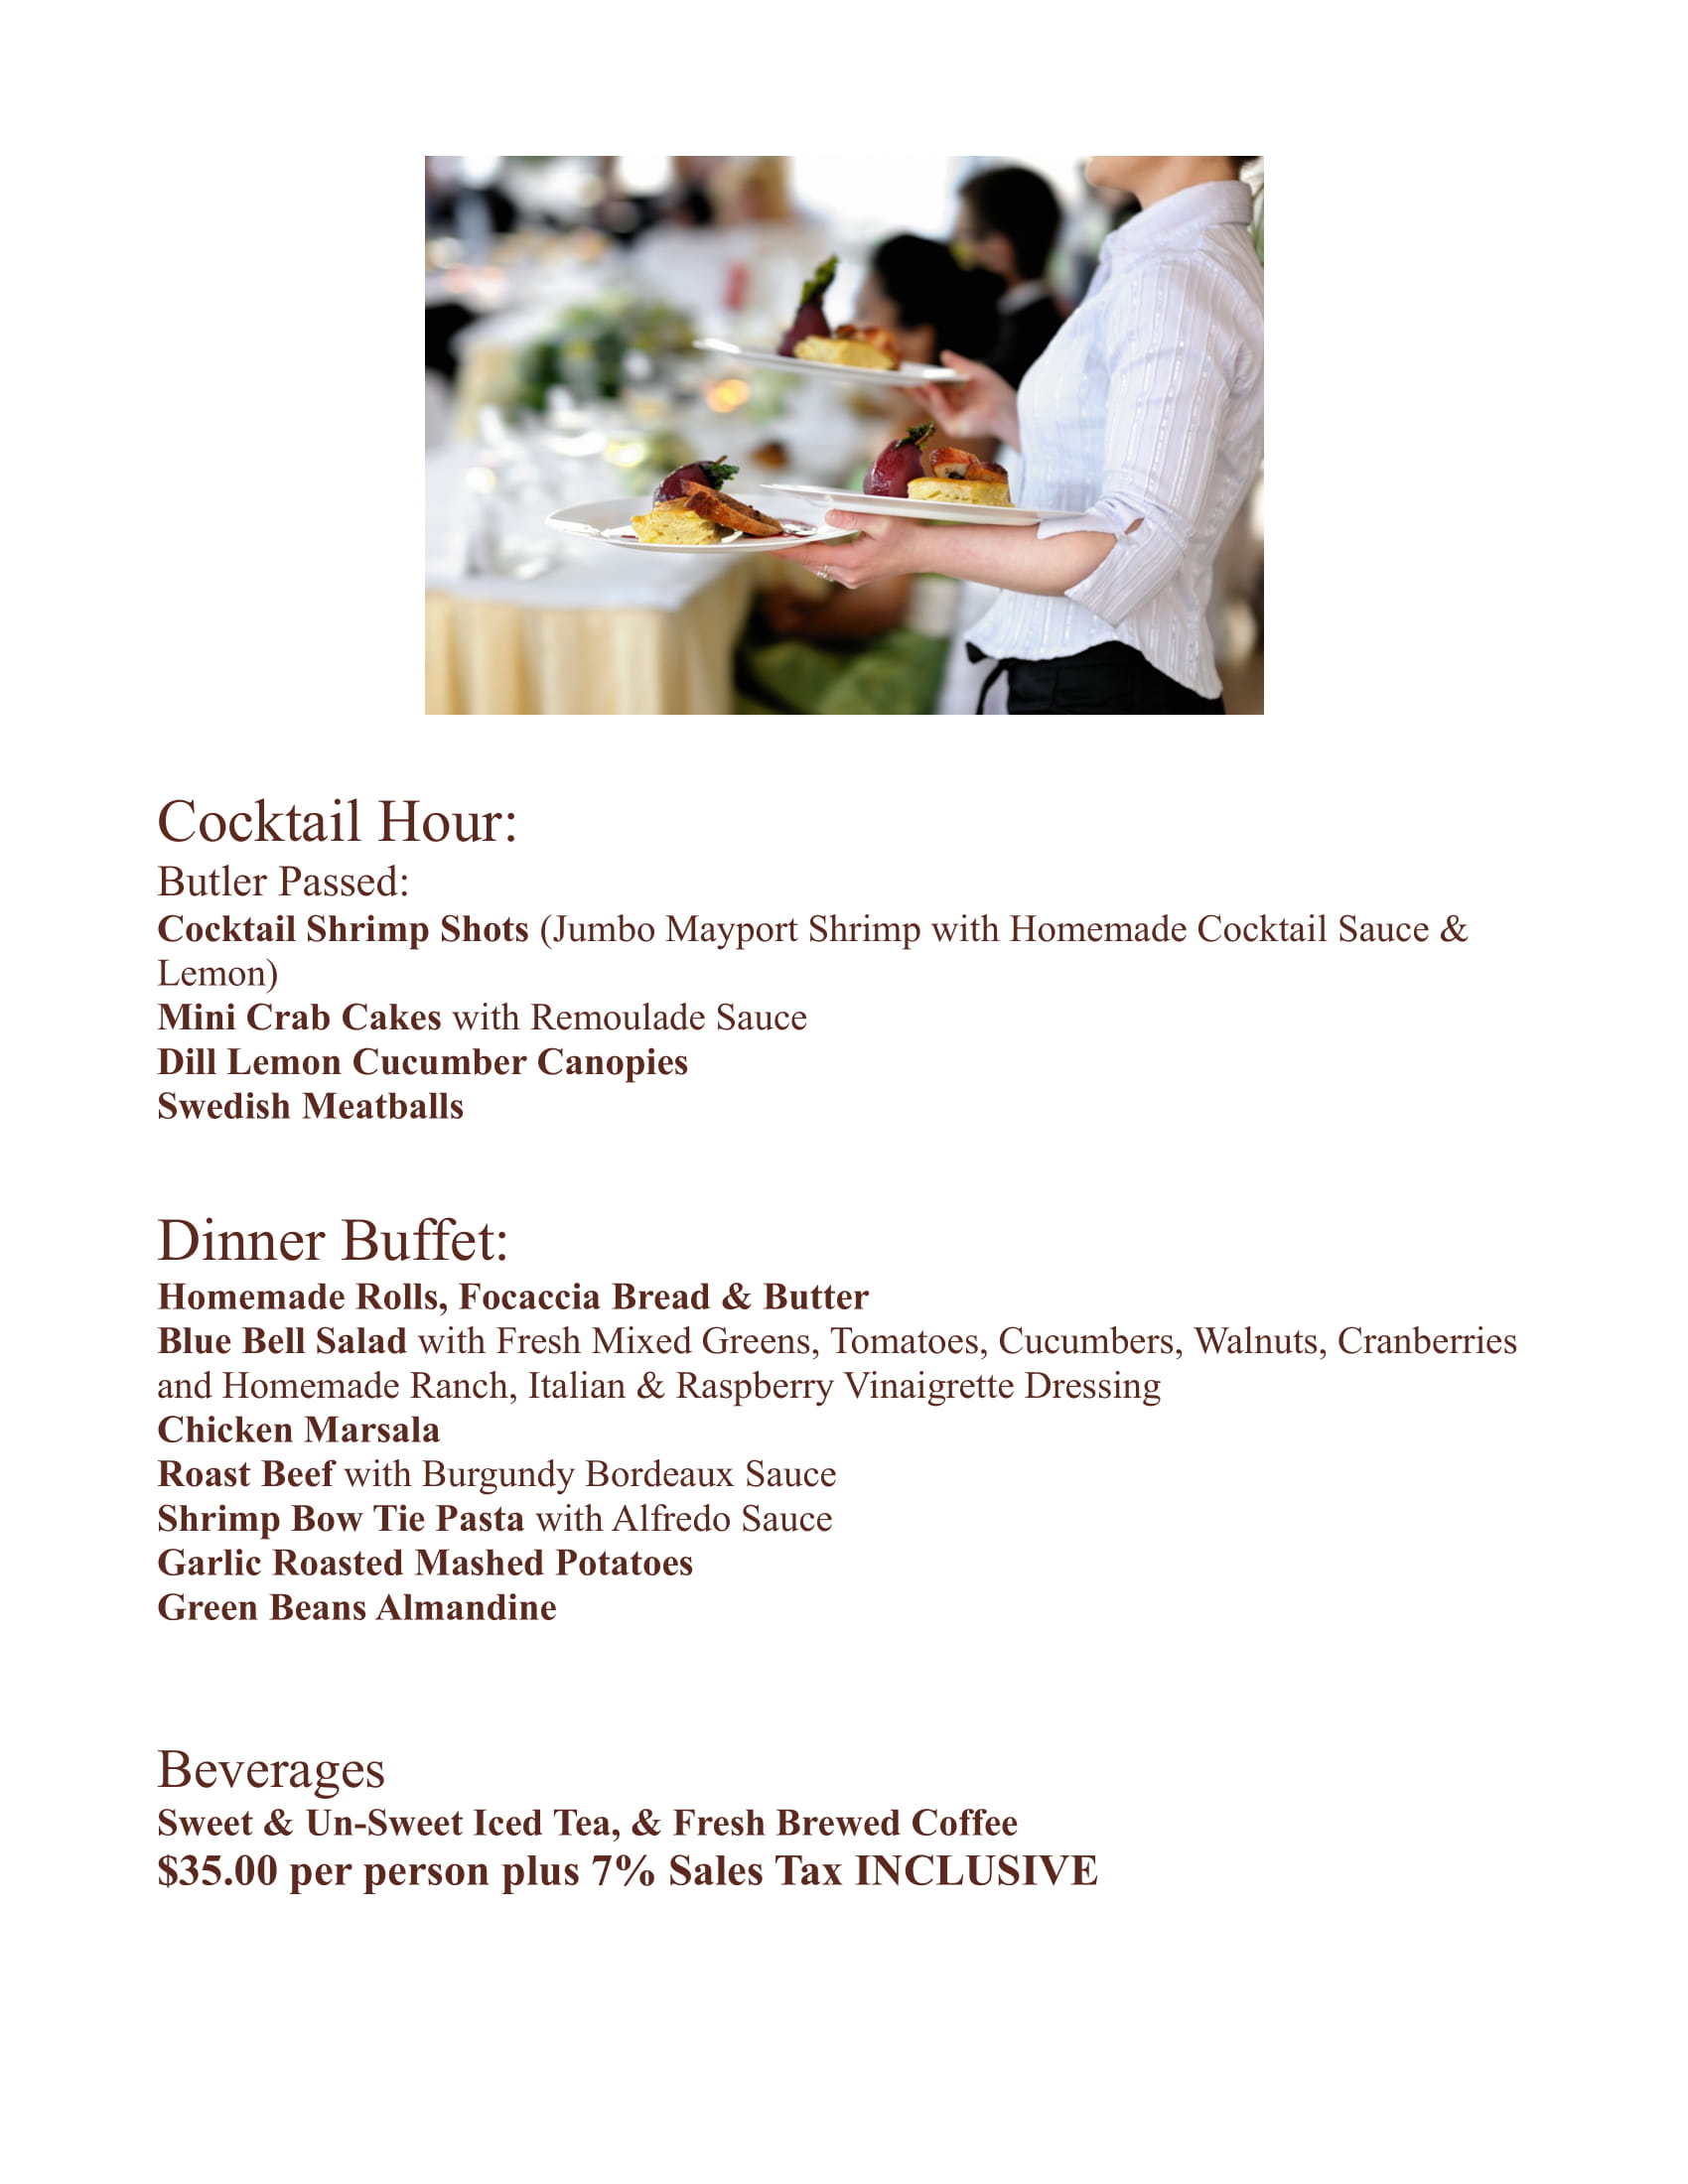 Cocktail Hour:
Butler Passed:
Cocktail Shrimp Shots (Jumbo Mayport Shrimp with Homemade Cocktail Sauce &
Lemon)
Mini Crab Cakes with Remoulade Sauce
Dill Lemon Cucumber Canopies
Swedish Meatballs
Dinner Buffet:
Homemade Rolls, Focaccia Bread & Butter
Blue Bell Salad with Fresh Mixed Greens, Tomatoes, Cucumbers, Walnuts, Cranberries
and Homemade Ranch, Italian & Raspberry Vinaigrette Dressing
Chicken Marsala
Roast Beef with Burgundy Bordeaux Sauce
Shrimp Bow Tie Pasta with Alfredo Sauce
Garlic Roasted Mashed Potatoes
Green Beans Almandine
Beverages
Sweet & Un-Sweet Iced Tea, & Fresh Brewed Coffee
$35.00 per person plus 7% Sales Tax INCLUSIVE